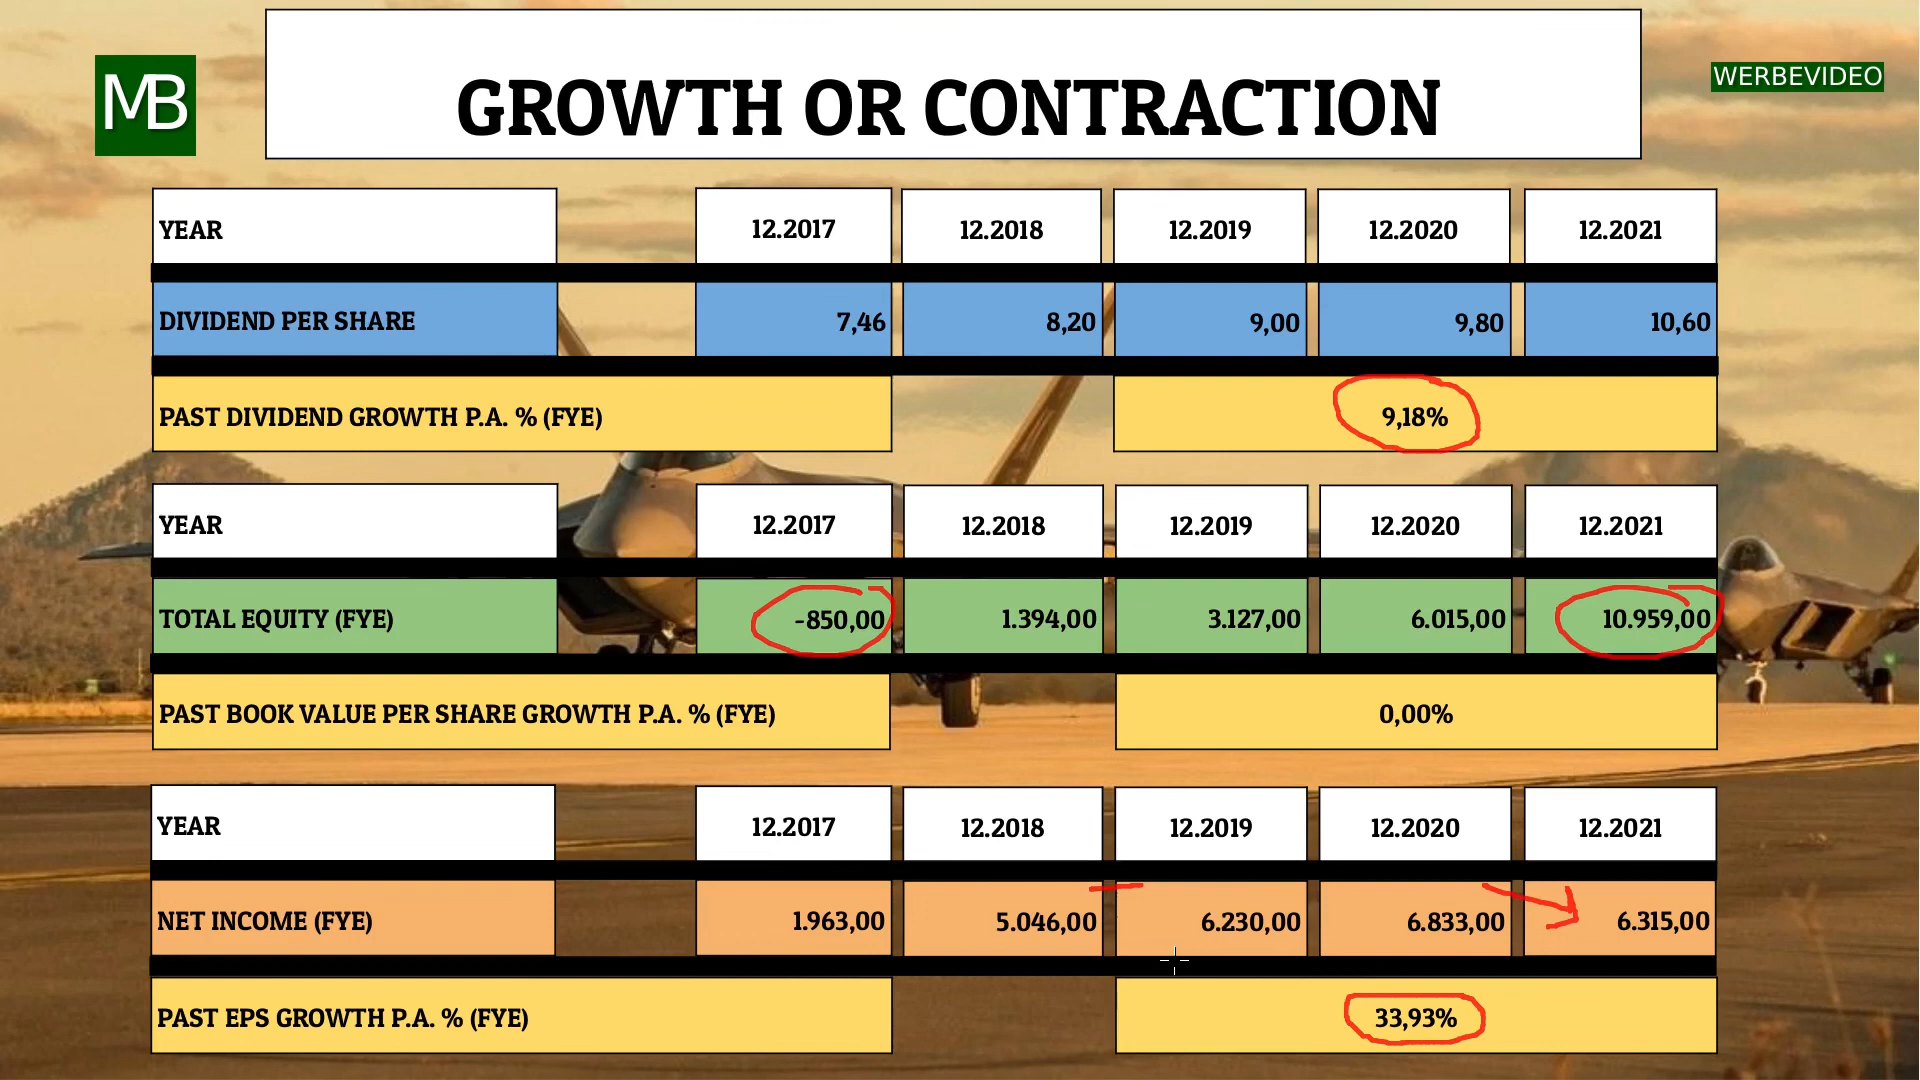 GROWTH OR CONTRACTION
MB
WERBEVIDEO
YEAR 12.2017 12.2018 12.2019 12.2020 12.2021
DIVIDEND PER SHARE 7,46 8,20 9,00 9,80 10,60
PAST DIVIDEND GROWTH P.A. % (FYE) 9,18%
YEAR 12.2017 12.2018 12.2019 12.2020 12.2021
TOTAL EQUITY (FYE) -850,00 1.394,00 3.127,00 6.015,00 10.959,00
PAST BOOK VALUE PER SHARE GROWTH P.A. % (FYE) 0,00%
YEAR 12.2017 12.2018 12.2019 12.2020 12.2021
NET INCOME (FYE) 1.963,00 5.046,00 6.230,00 6.833,00 6.315,00
PAST EPS GROWTH P.A. % (FYE) 33,93%